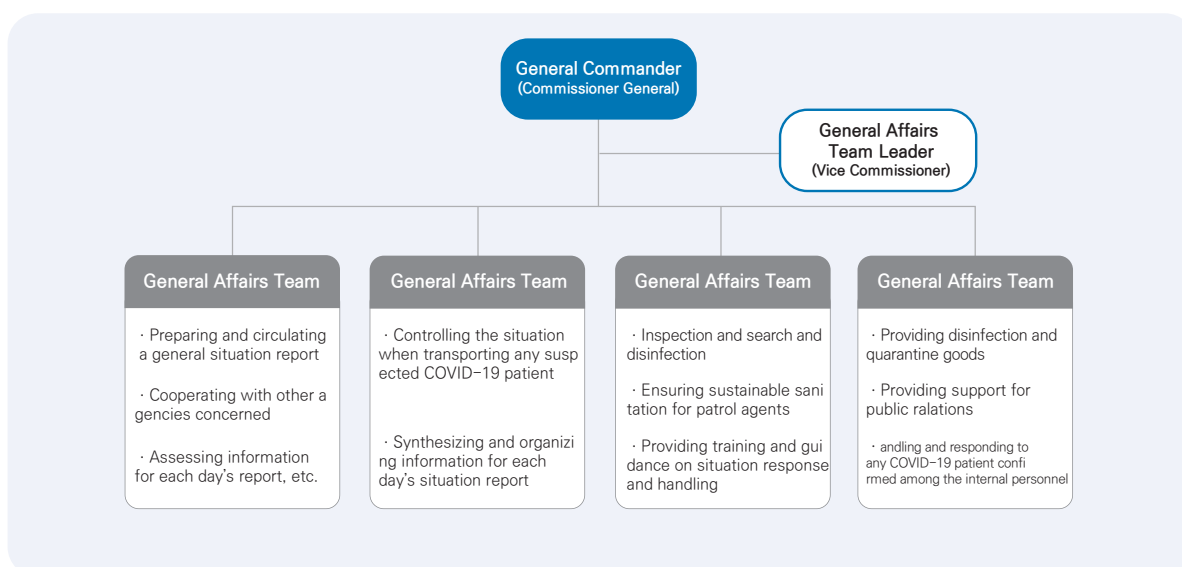 General Commander
(Commissioner General)
General Affairs
Team Leader
(Vice Commissioner)
General Affairs Team
· Preparing and circulating
a general situation report
· Cooperating with other a
gencies concerned
· Assessing information
for each day's report, etc.
General Affairs Team
· Controlling the situation
when transporting any susp
ected COVID-19 patient
· Synthesizing and organizi
ng information for each
day's situation report
General Affairs Team
· Inspection and search and
disinfection
· Ensuring sustainable sani
tation for patrol agents
· Providing training and gui
dance on situation response
and handling
General Affairs Team
· Providing disinfection and
quarantine goods
· Providing support for
public ralations
· andling and responding to
any COVID-19 patient confi
rmed among the internal personnel